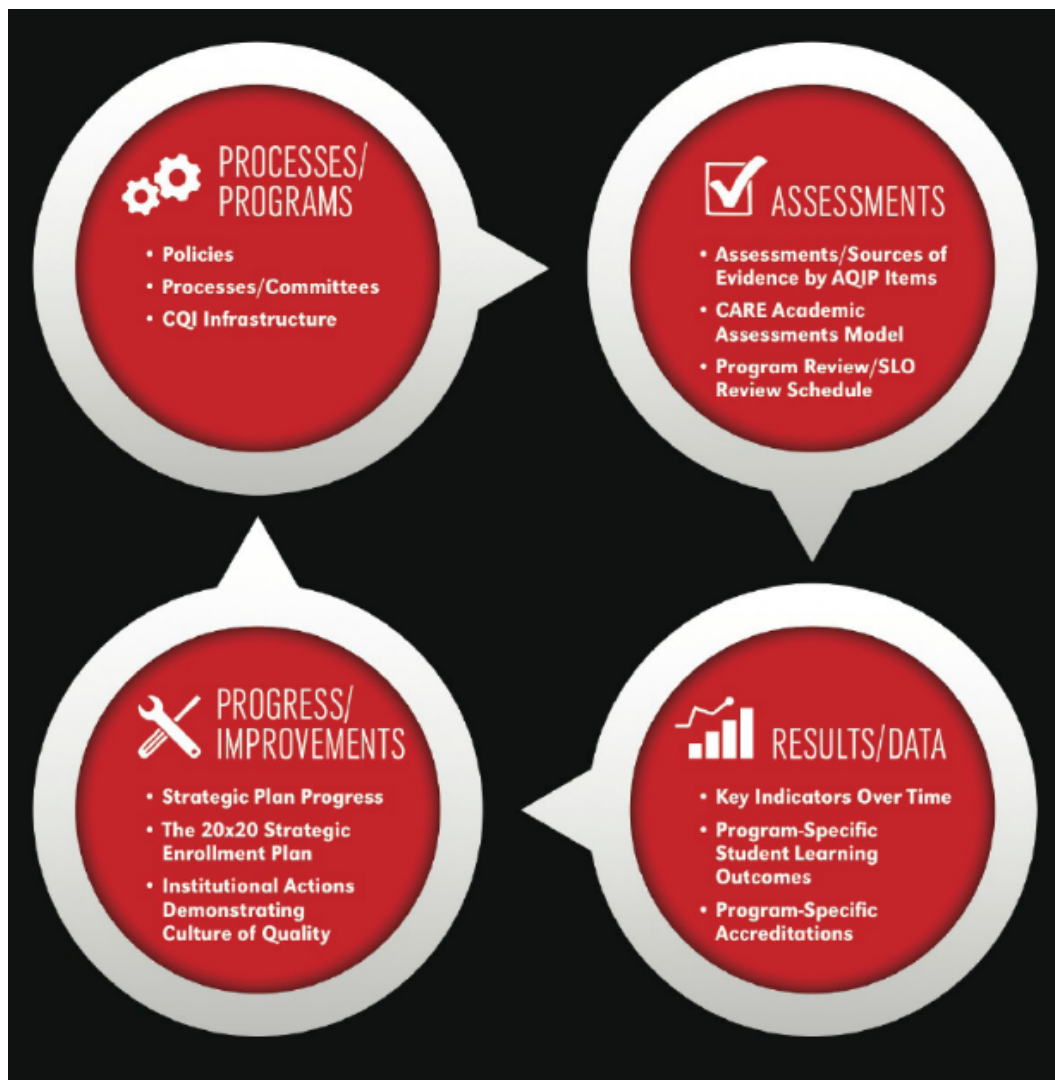 PROCESSES/
PROGRAMS
• Policies
• Processes/Committees
• CQI Infrastructure
ASSESSMENTS
• Assessments/Sources of
Evidence by AQIP Items
• CARE Academic
Assessments Model
• Program Review/SLO
Review Schedule
PROGRESS/
IMPROVEMENTS
• Strategic Plan Progress
• The 20x20 Strategic
Enrollment Plan
• Institutional Actions
Demonstrating
Culture of Quality
RESULTS/DATA
• Key Indicators Over Time
• Program-Specific
Student Learning
Outcomes
• Program-Specific
Accreditations